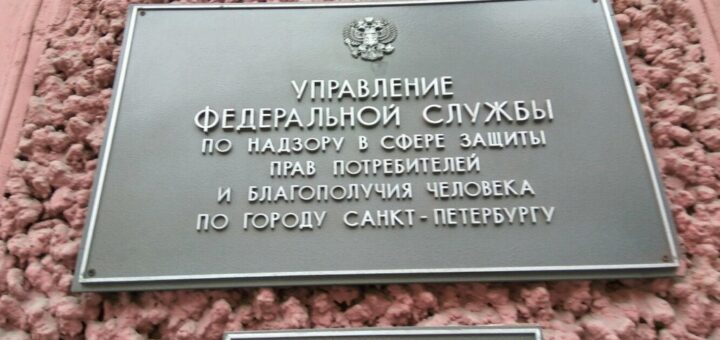 УПРАВЛЕНИЕ
ФЕДЕРАЛЬНОЙ СЛУЖБЫ
ПО НАДЗОРУ В СФЕРЕ ЗАЩИТЫ
ПРАВ ПОТРЕБИТЕЛЕЙ
И БЛАГОПОЛУЧИЯ ЧЕЛОВЕКА
ПО ГОРОДУ САНКТ-ПЕТЕРБУРГУ